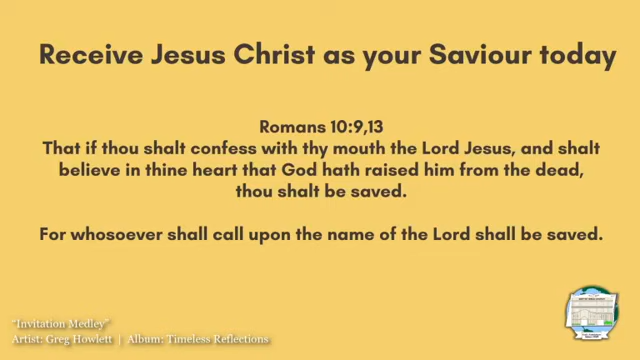 Receive Jesus Christ as your Saviour today
Romans 10:9,13
That if thou shalt confess with thy mouth the Lord Jesus, and shalt
believe in thine heart that God hath raised him from the dead,
thou shalt be saved.
For whosoever shall call upon the name of the Lord shall be saved.
"Invitation Medley"
Artist: Greg Howlett | Album: Timeless Reflections